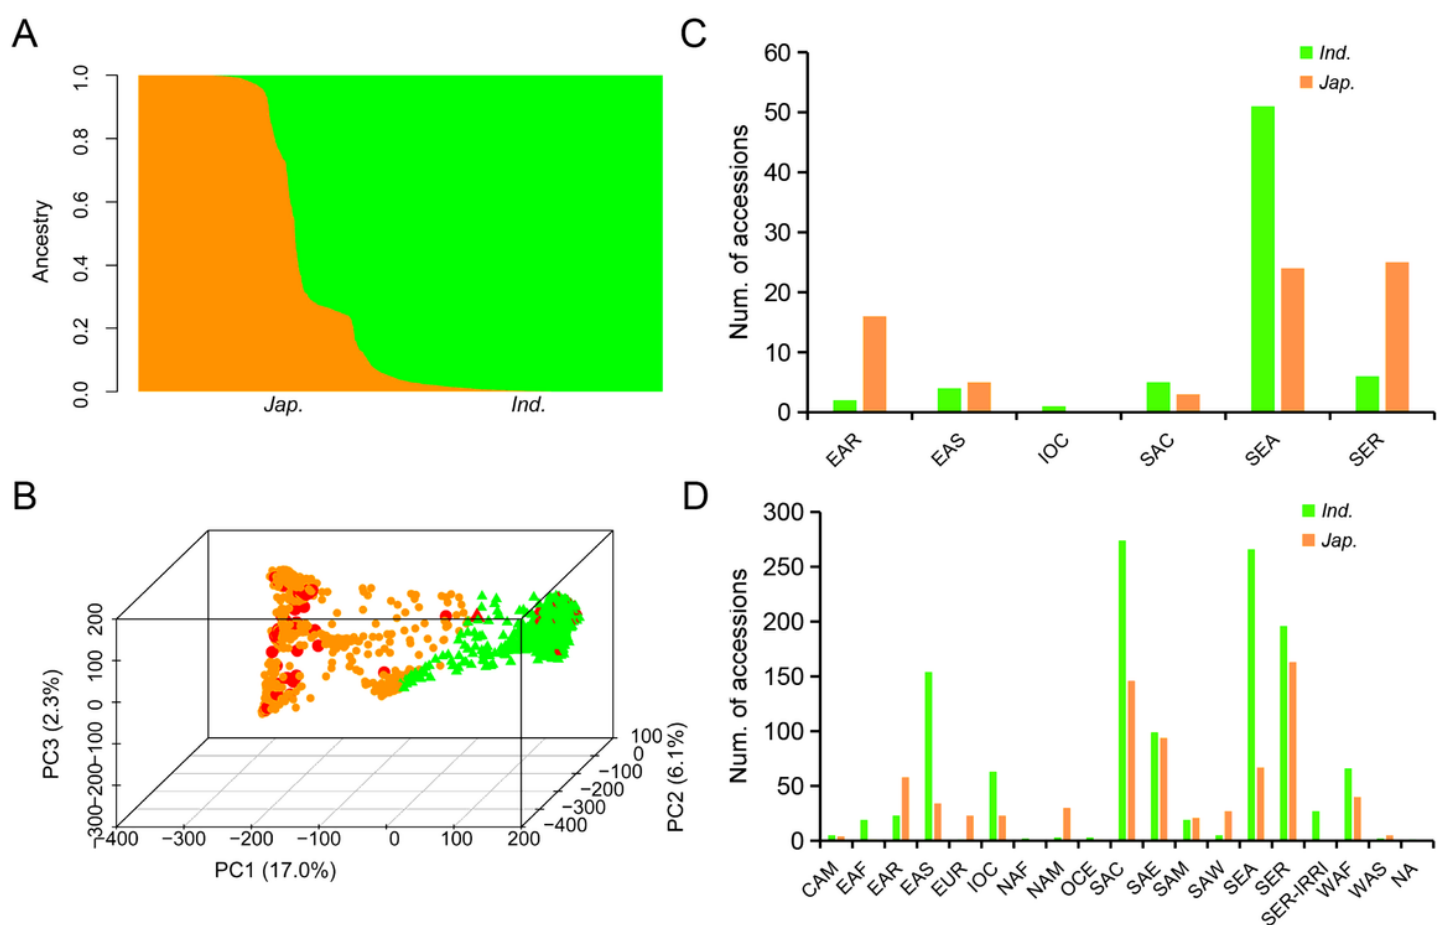 A
1.0
0.8
0.6
0.4
0.2
0.0
Ancestry
Jap.
Ind.
B
200
100
0
−100
−200
−300
PC3 (2.3%)
−400
−300
−200
−100
0
100
200
PC1 (17.0%)
100
0
−100
−200
−300
−400
PC2 (6.1%)
C
Ind.
Jap.
60
50
40
30
20
10
0
Num. of accessions
EAR
EAS
IOC
SAC
SEA
SER
D
Ind.
Jap.
300
250
200
150
100
50
0
Num. of accessions
CAM
EAF
EAR
EAS
EUR
IOC
NAF
NAM
OCE
SAC
SAE
SAM
SAW
SEA
SER
SER-IRRI
WAF
WAS
NA